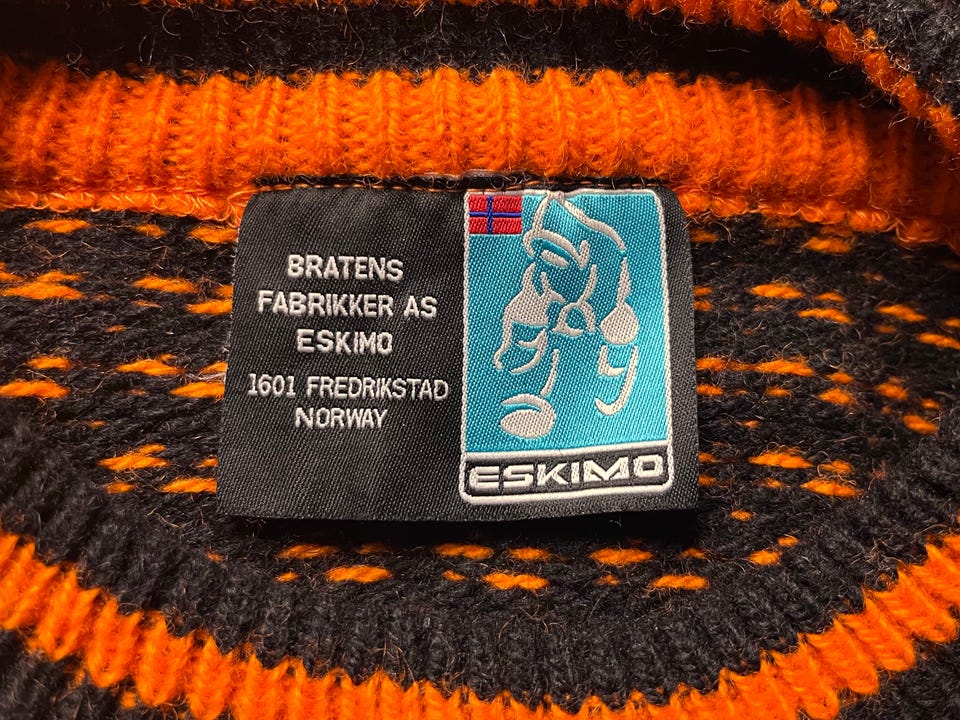 BRATENS
FABRIKKER AS
ESKIMO
1601 FREDRIKSTAD
NORWAY
ESKIMO